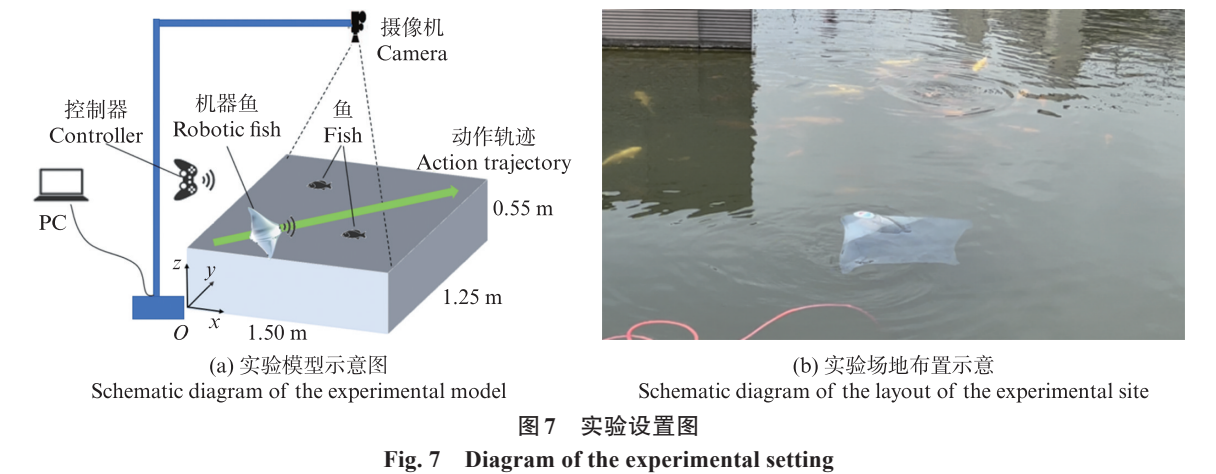 摄像机
Camera
控制器
Controller
机器鱼
Robotic fish
鱼
Fish
动作轨迹
Action trajectory
PC
0.55 m
1.25 m
1.50 m
z
y
x
O
(a) 实验模型示意图
Schematic diagram of the experimental model
(b) 实验场地布置示意
Schematic diagram of the layout of the experimental site
图7 实验设置图
Fig. 7 Diagram of the experimental setting